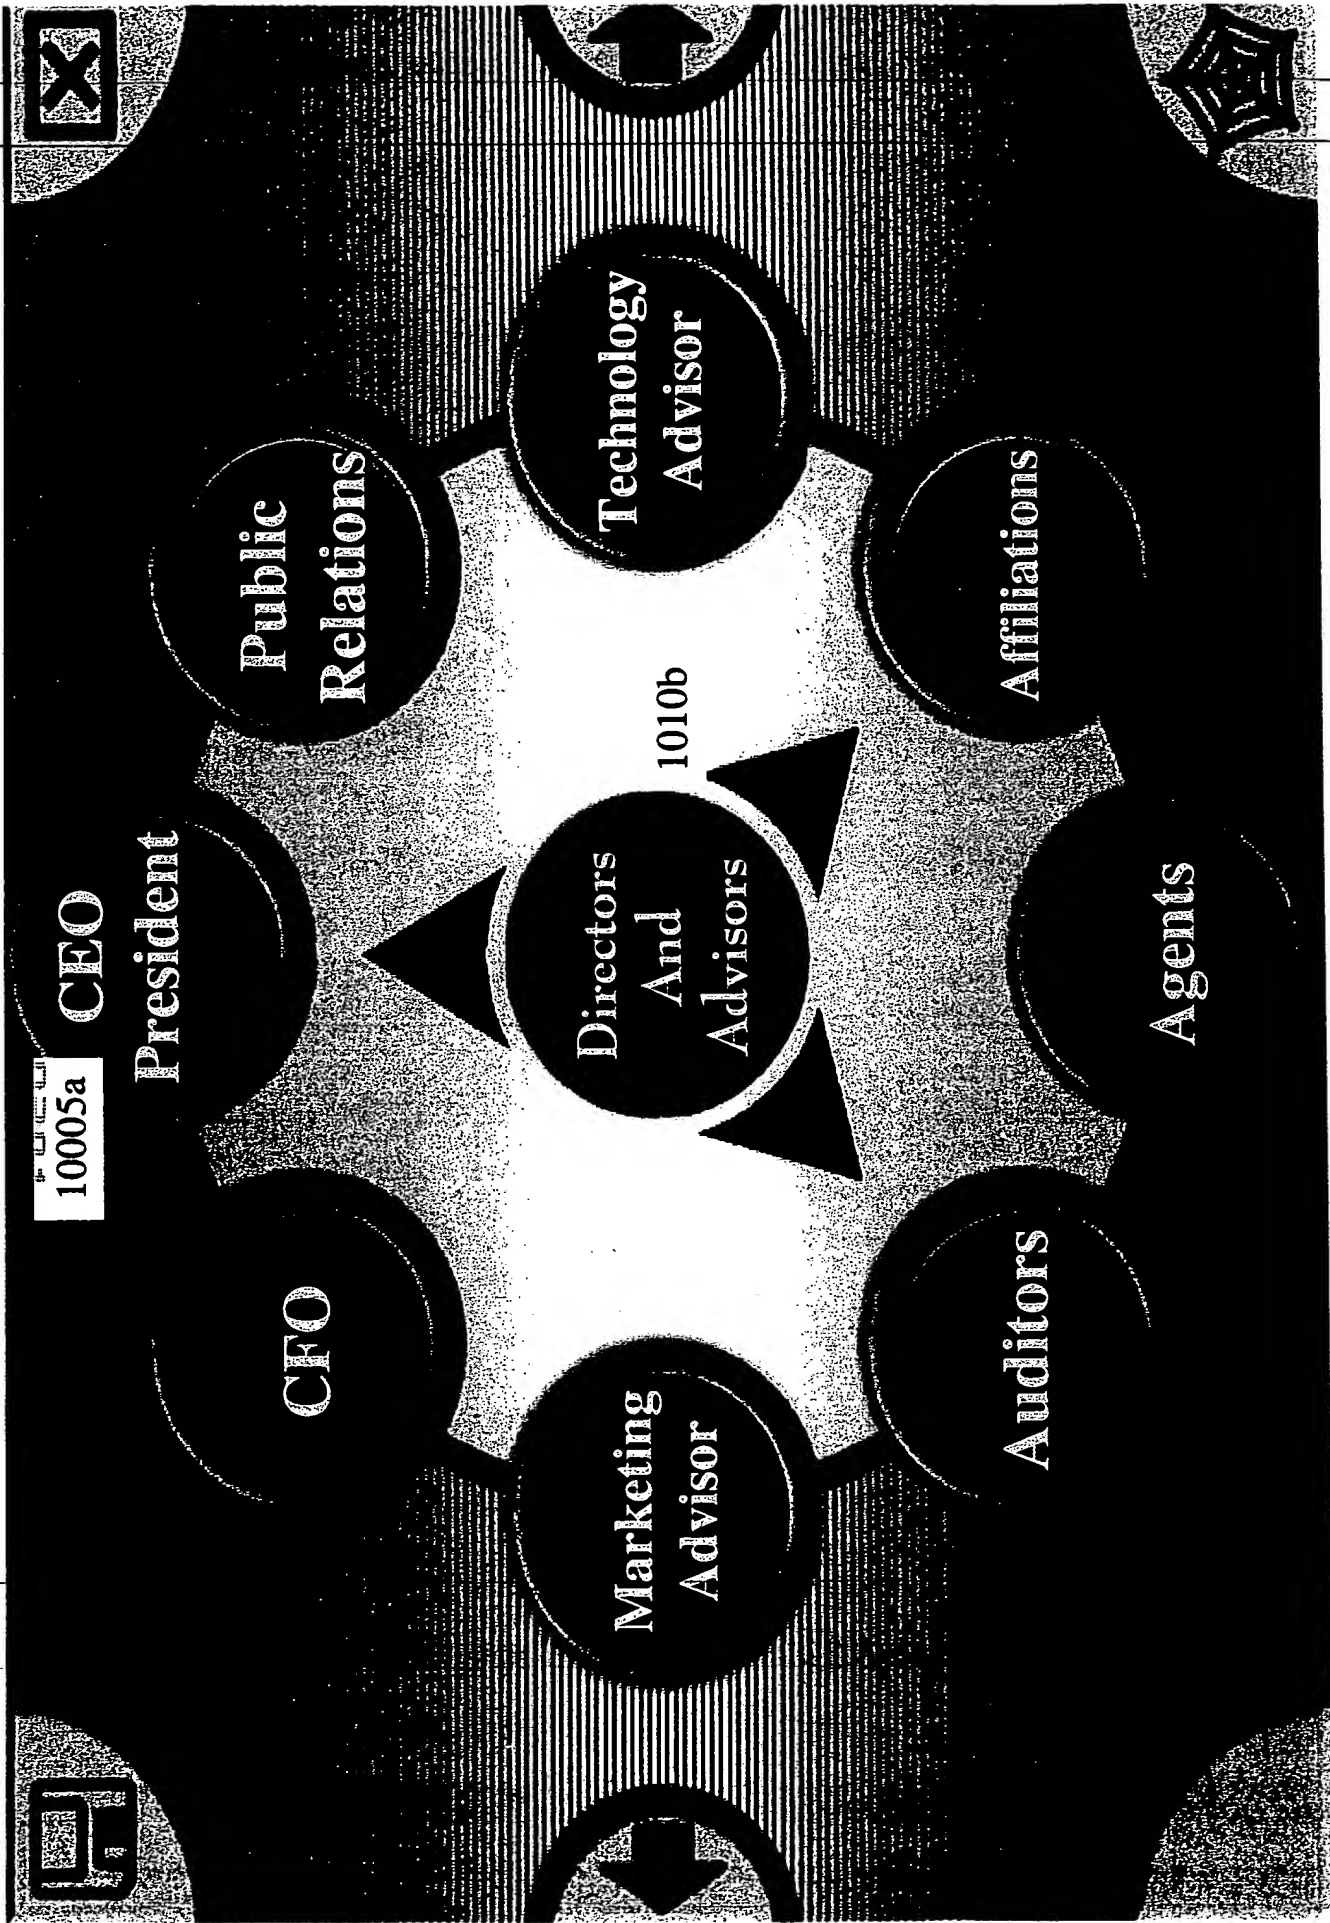 10005a
CEO
President
CFO
Public
Relations
Marketing
Advisor
Directors
And
Advisors
1010b
Technology
Advisor
Auditors
Affiliations
Agents